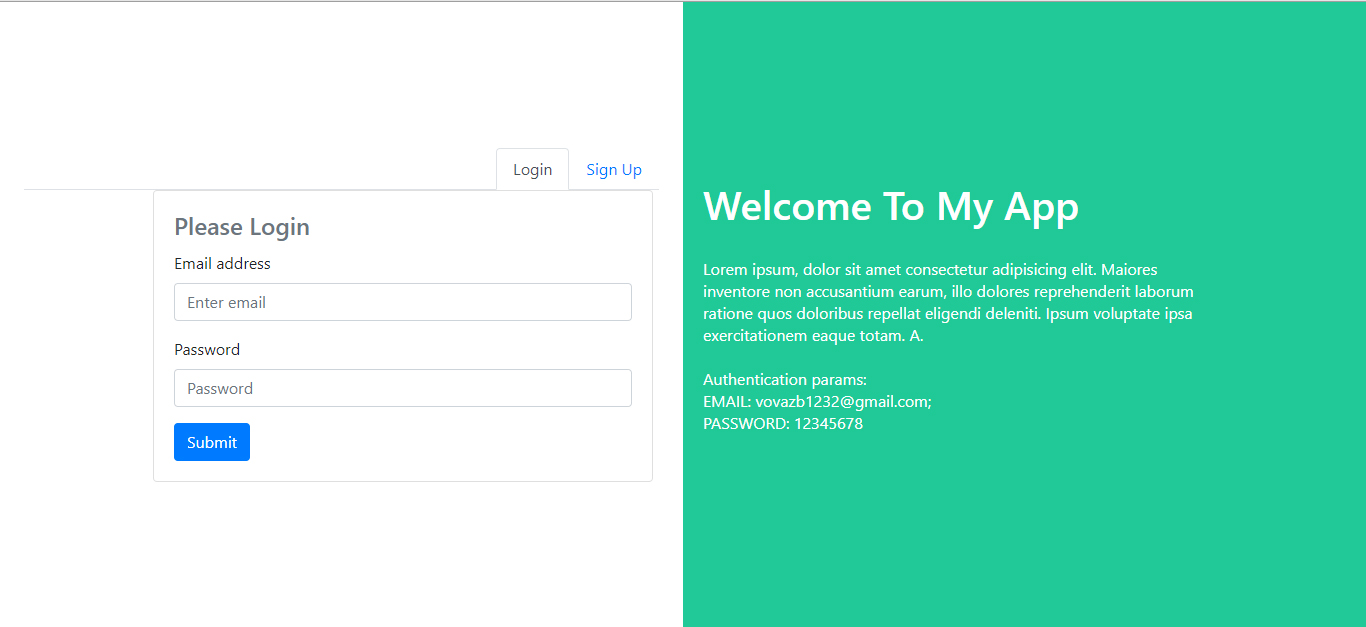 Login
Sign Up
Please Login
Email address
Enter email
Password
Password
Submit
Welcome To My App
Lorem ipsum, dolor sit amet consectetur adipisicing elit. Maiores
inventore non accusantium earum, illo dolores reprehenderit laborum
ratione quos doloribus repellat eligendi deleniti. Ipsum voluptate ipsa
exercitationem eaque totam. A.
Authentication params:
EMAIL: vovazb1232@gmail.com;
PASSWORD: 12345678